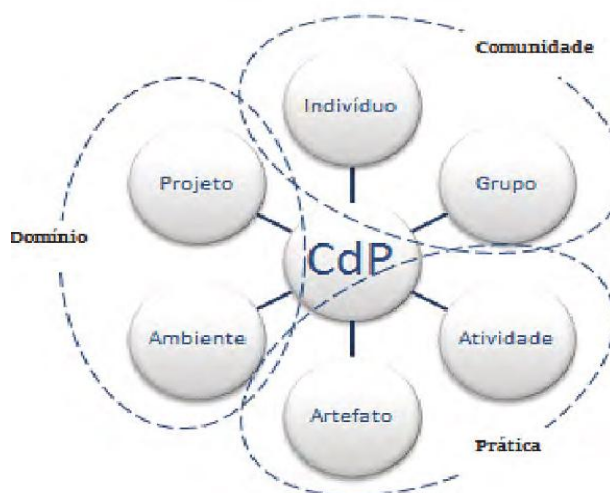 Comunidade
Indivíduo
Projeto
Grupo
Domínio
CdP
Ambiente
Atividade
Artefato
Prática